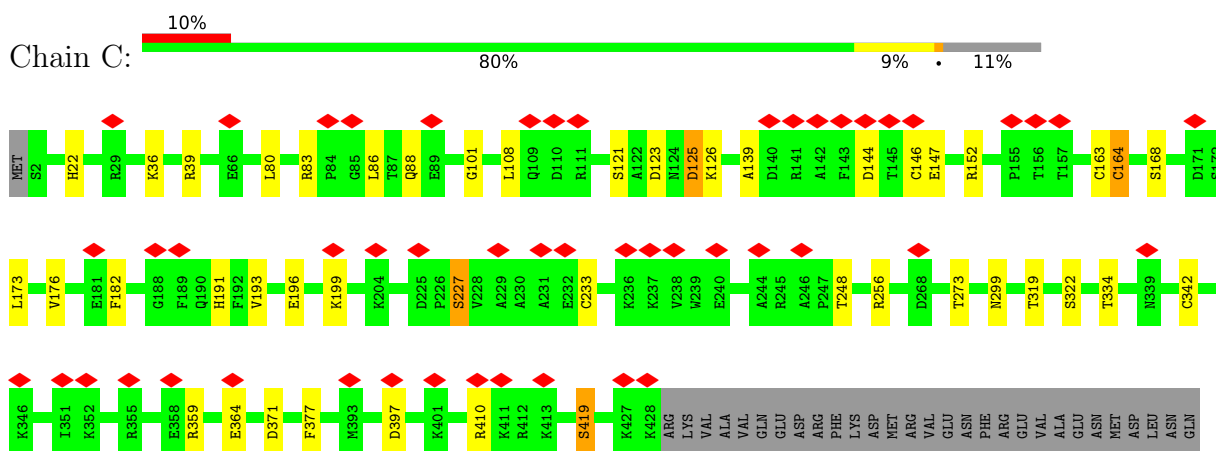 10%
Chain C:
80% 9% • 11%
MET S2 H22 R29 K36 R39 E66 L80 R83 P84 G85 L86 T87 Q88 E89 G101 L108 Q109 D110 R111 S121 A122 D123 N124 D125 K126 A139 D140 R141 A142 F143 D144 T145 C146 E147 R152 P155 T156 T157 C163 C164 S168 D171 S172
L173 V176 E181 F182 G188 F189 Q190 H191 F192 V193 E196 K199 K204 D225 P226 S227 V228 A229 A230 A231 E232 C233 K236 K237 V238 W239 E240 A244 R245 A246 P247 T248 R256 D268 T273 N299 T319 S322 T334 N339 C342
K346 I351 K352 R355 E358 R359 E364 D371 F377 M393 D397 K401 R410 K411 R412 K413 S419 K427 K428 ARG LYS VAL ALA VAL GLN GLU ASP ARG PHE LYS ASP MET ARG VAL GLU ASN PHE ARG GLU VAL ALA GLU ASN MET ASP LEU ASN GLN